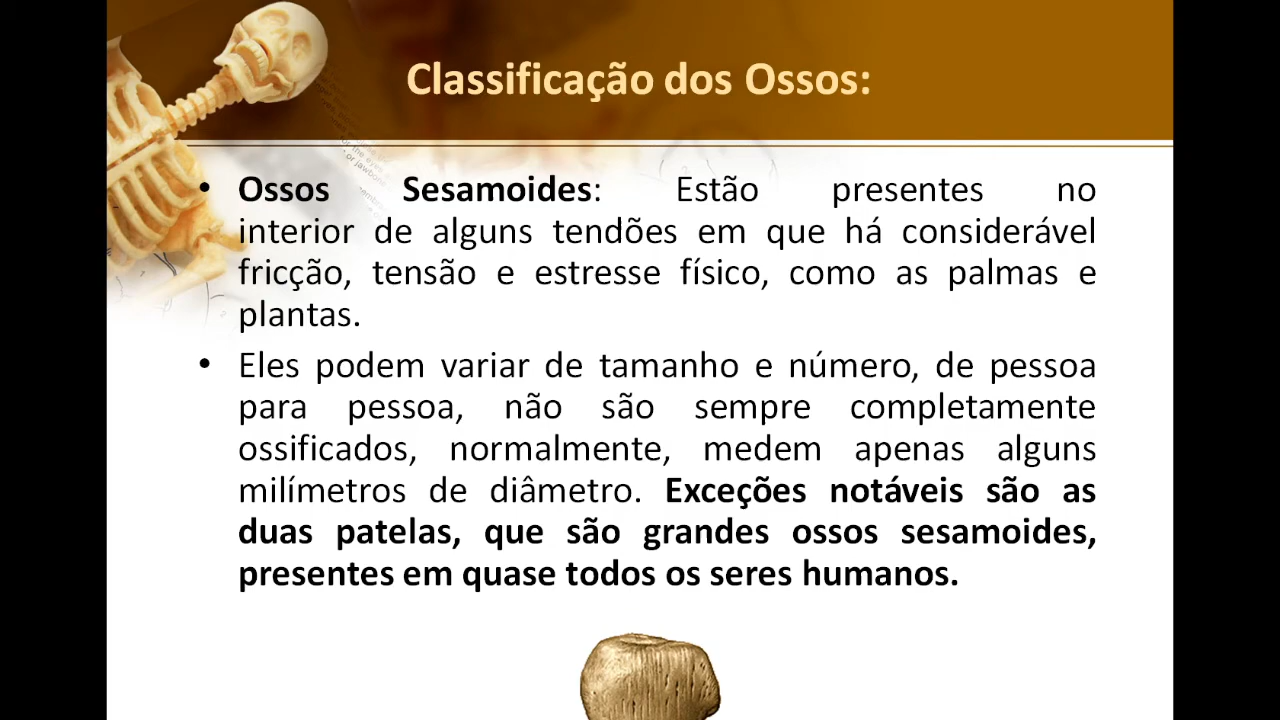 Classificação dos Ossos:
• Ossos Sesamoides: Estão presentes no
interior de alguns tendões em que há considerável
fricção, tensão e estresse físico, como as palmas e
plantas.
• Eles podem variar de tamanho e número, de pessoa
para pessoa, não são sempre completamente
ossificados, normalmente, medem apenas alguns
milímetros de diâmetro. Exceções notáveis são as
duas patelas, que são grandes ossos sesamoides,
presentes em quase todos os seres humanos.